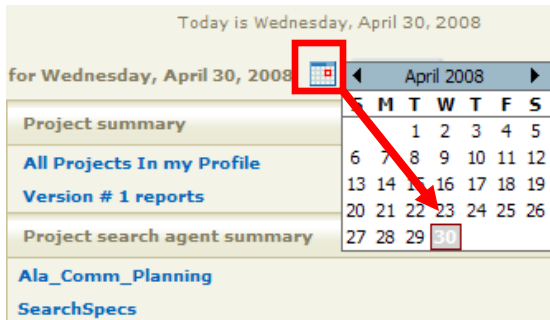 Today is Wednesday, April 30, 2008
for Wednesday, April 30, 2008
April 2008
S M T W T F S
1 2 3 4 5
6 7 8 9 10 11 12
13 14 15 16 17 18 19
20 21 22 23 24 25 26
27 28 29 30
Project summary
All Projects In my Profile
Version # 1 reports
Project search agent summary
Ala_Comm_Planning
SearchSpecs